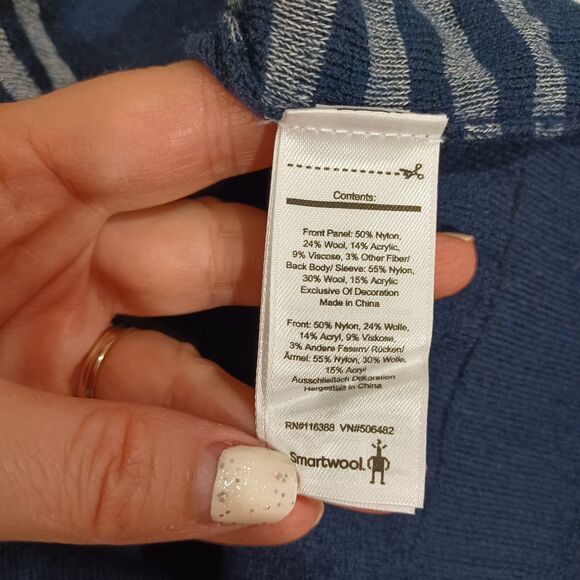 Contents:
Front Panel: 50% Nylon,
24% Wool, 14% Acrylic,
9% Viscose, 3% Other Fiber/
Back Body/ Sleeve: 55% Nylon,
30% Wool, 15% Acrylic
Exclusive Of Decoration
Made in China
Front: 50% Nylon, 24% Wolle,
14% Acryl, 9% Viskose,
3% Andere Fasern/ Rücken/
Ärmel: 55% Nylon, 30% Wolle,
15% Acryl
Ausschließlich Dekoration
Hergestellt in China
RN#116388 VN#506482
Smartwool